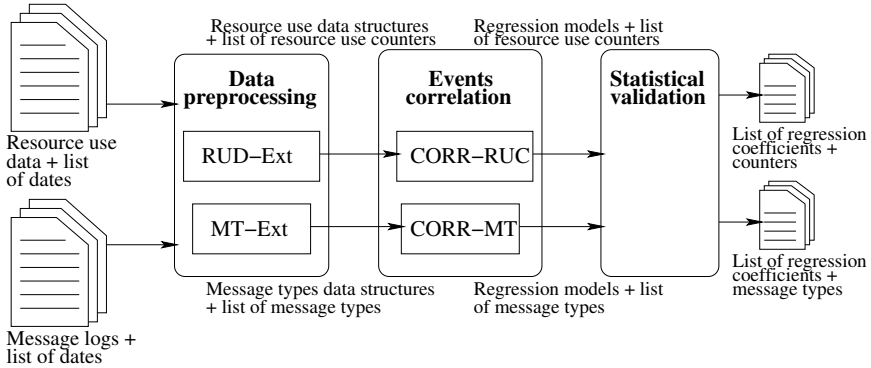 Resource use data structures
+ list of resource use counters
Regression models + list
of resource use counters
Data
preprocessing
Events
correlation
Statistical
validation
Resource use
data + list
of dates
RUD−Ext
CORR−RUC
List of regression
coefficients +
counters
MT−Ext
CORR−MT
Message logs +
list of dates
Message types data structures
+ list of message types
Regression models + list
of message types
List of regression
coefficients +
message types